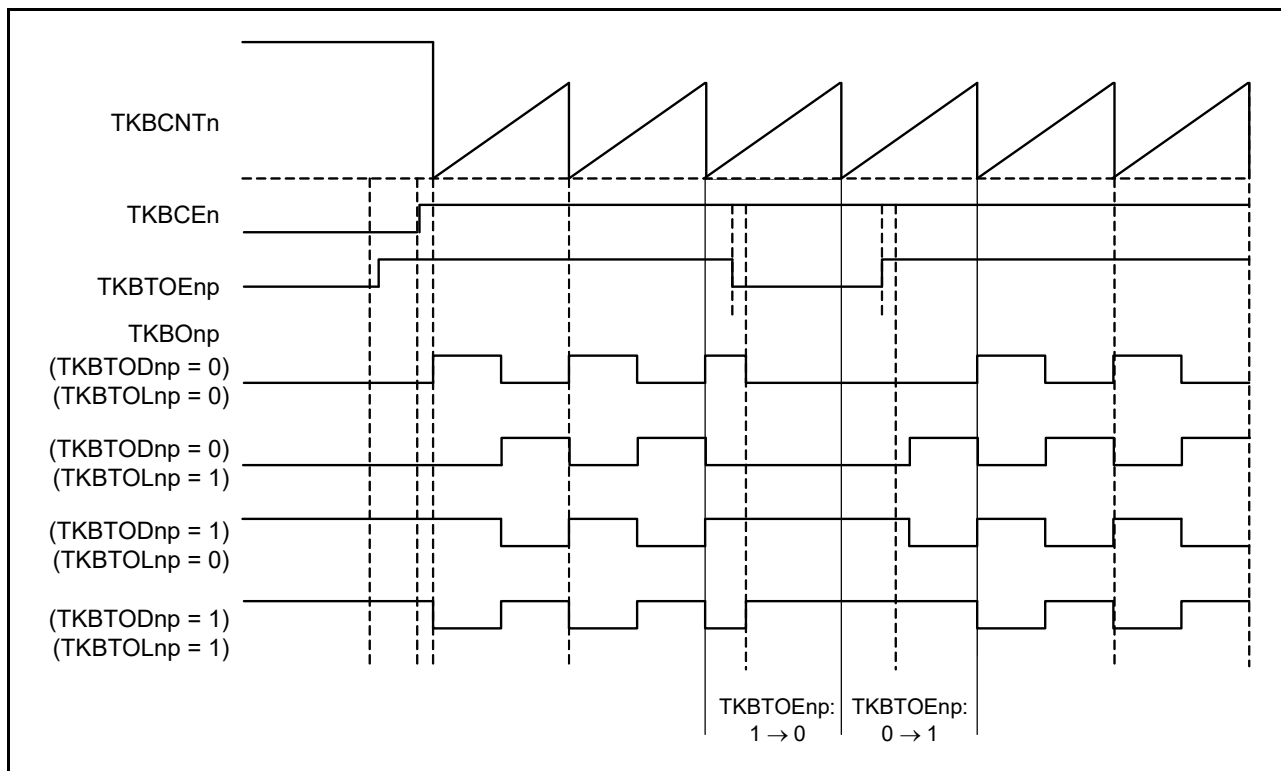 TKBCNTn
TKBCEn
TKBTOEnp
TKBOnp
(TKBTODnp = 0)
(TKBTOLnp = 0)
(TKBTODnp = 0)
(TKBTOLnp = 1)
(TKBTODnp = 1)
(TKBTOLnp = 0)
(TKBTODnp = 1)
(TKBTOLnp = 1)
TKBTOEnp:
1 → 0
TKBTOEnp:
0 → 1